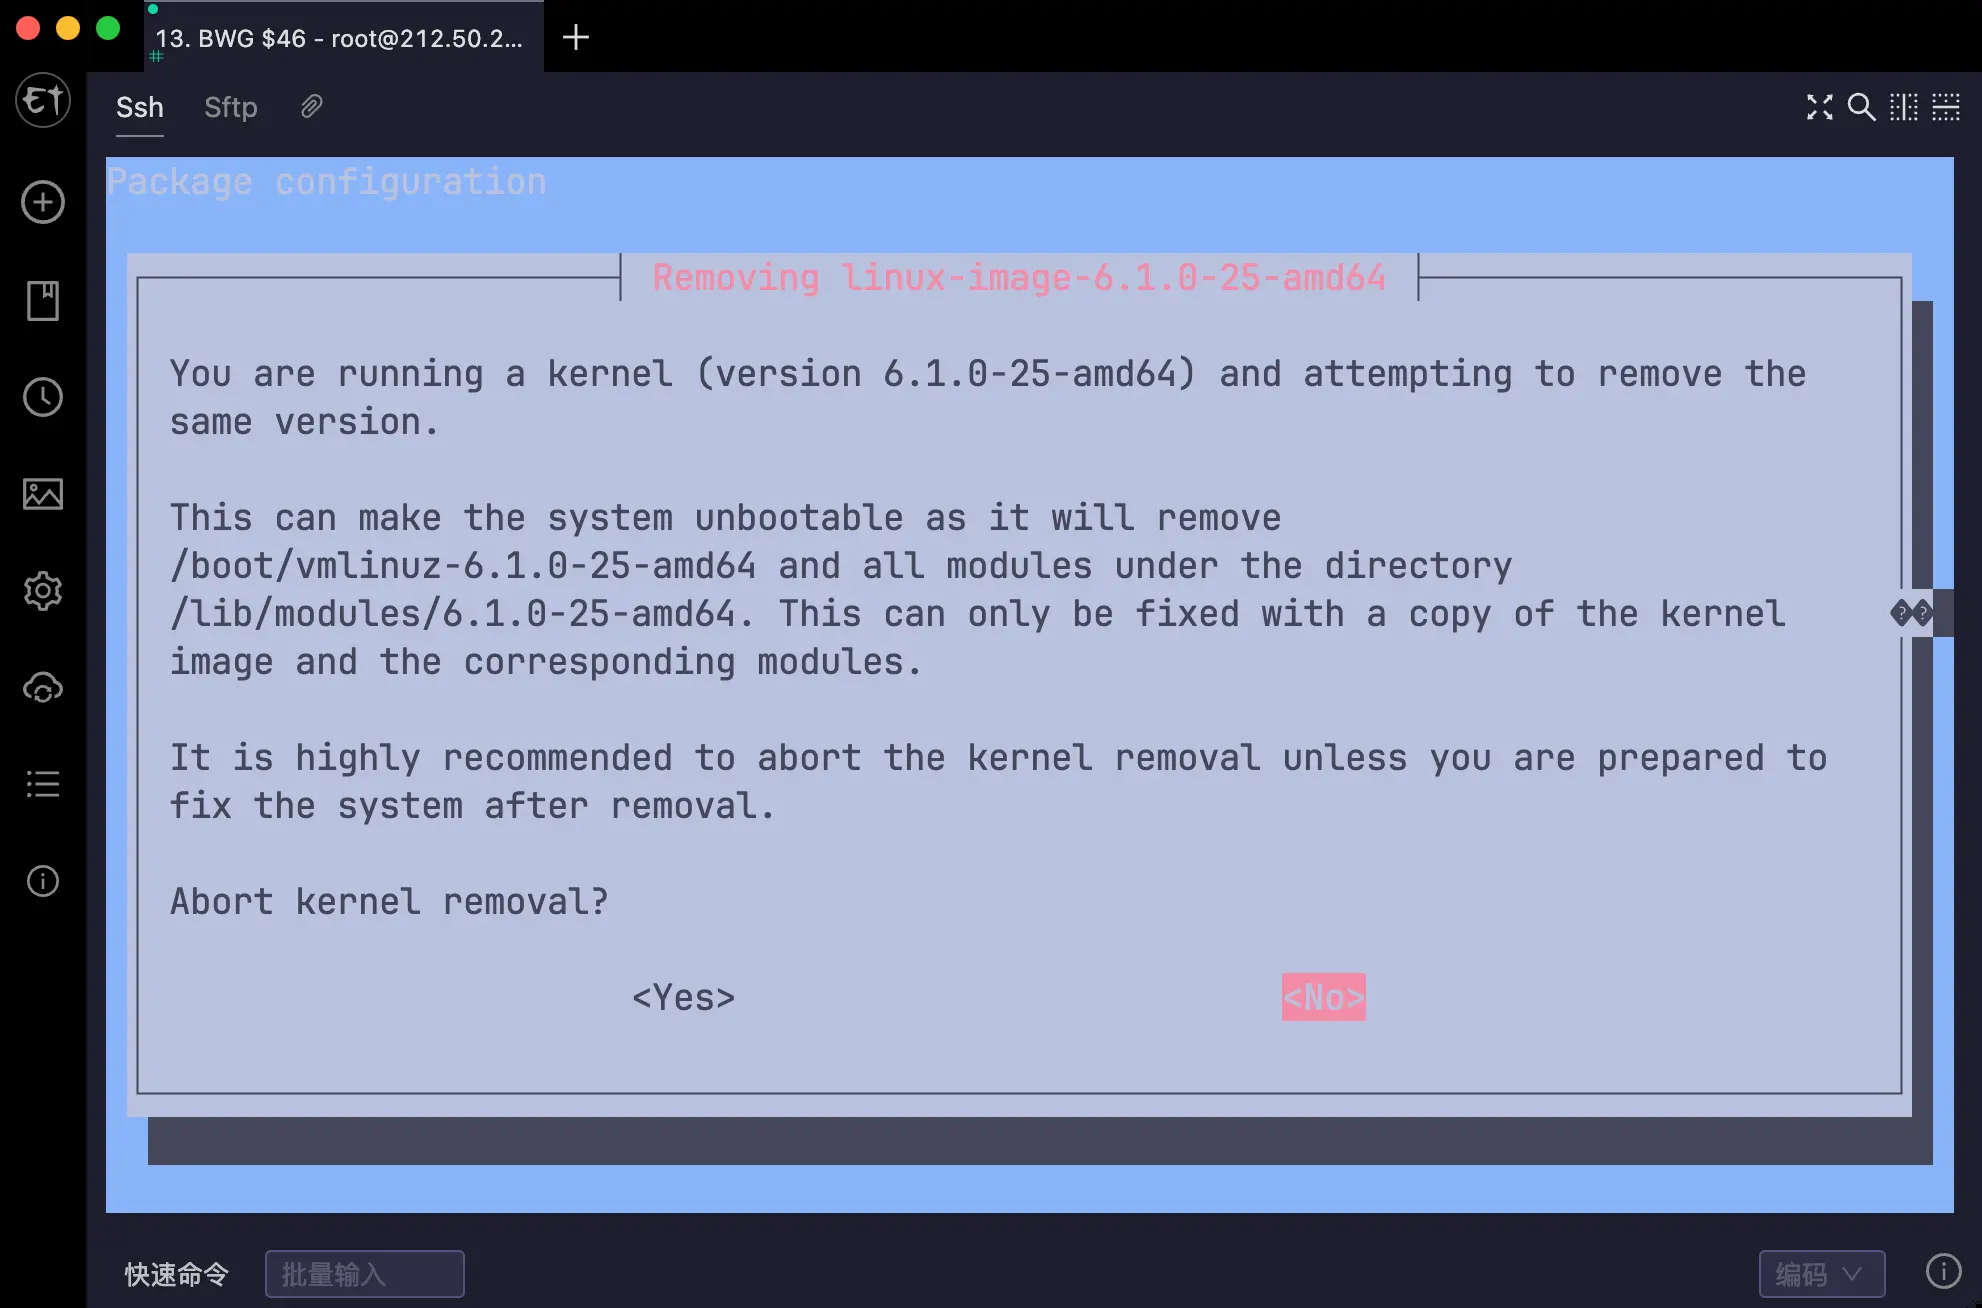 13. BWG $46 - root@212.50.2...
Ssh
Sftp
Package configuration
Removing linux-image-6.1.0-25-amd64
You are running a kernel (version 6.1.0-25-amd64) and attempting to remove the
same version.
This can make the system unbootable as it will remove
/boot/vmlinuz-6.1.0-25-amd64 and all modules under the directory
/lib/modules/6.1.0-25-amd64. This can only be fixed with a copy of the kernel
image and the corresponding modules.
It is highly recommended to abort the kernel removal unless you are prepared to
fix the system after removal.
Abort kernel removal?
<Yes>
<No>
快速命令
批量输入
编码